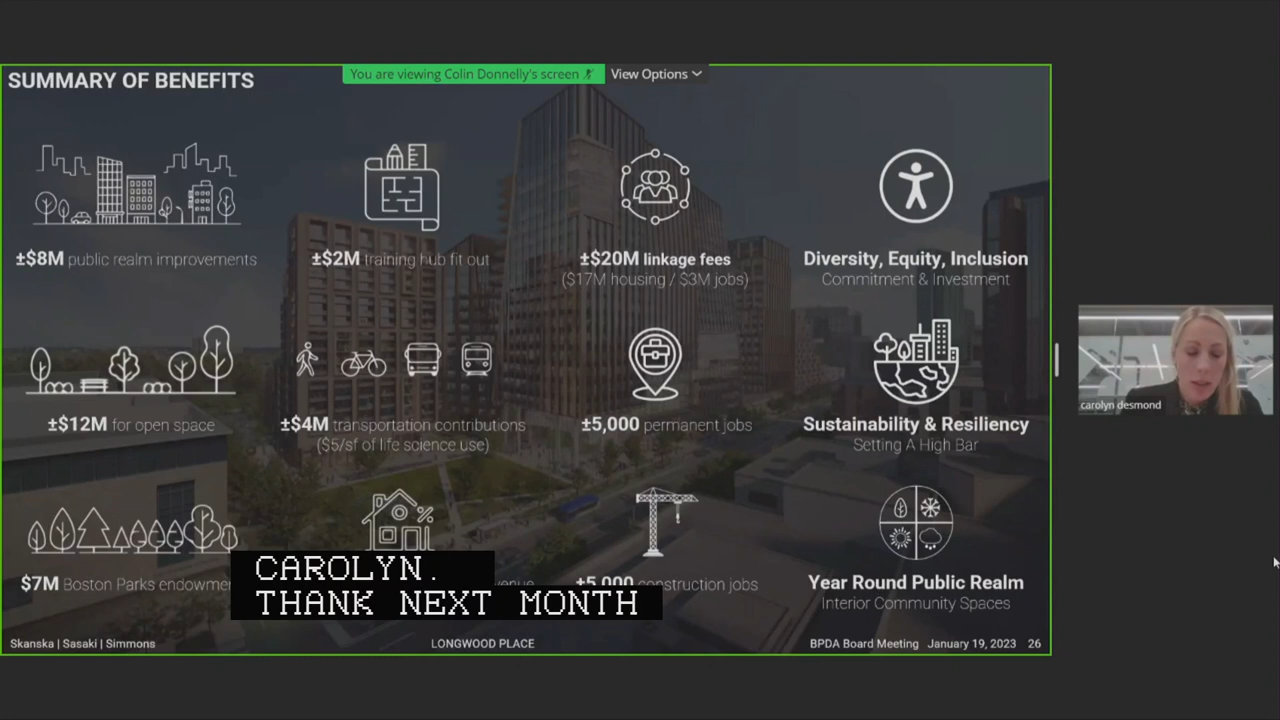 SUMMARY OF BENEFITS
You are viewing Colin Donnelly's screen
View Options
±$8M public realm improvements
±$2M training hub fit out
±$20M linkage fees
($17M housing / $3M jobs)
Diversity, Equity, Inclusion
Commitment & Investment
±$12M for open space
±$4M transportation contributions
($5/sf of life science use)
±5,000 permanent jobs
Sustainability & Resiliency
Setting A High Bar
carolyn desmond
$7M Boston Parks
±5,000 construction jobs
Year Round Public Realm
Interior Community Spaces
CAROLYN.
THANK NEXT MONTH
Skanska | Sasaki | Simmons
LONGWOOD PLACE
BPDA Board Meeting January 19, 2023 26